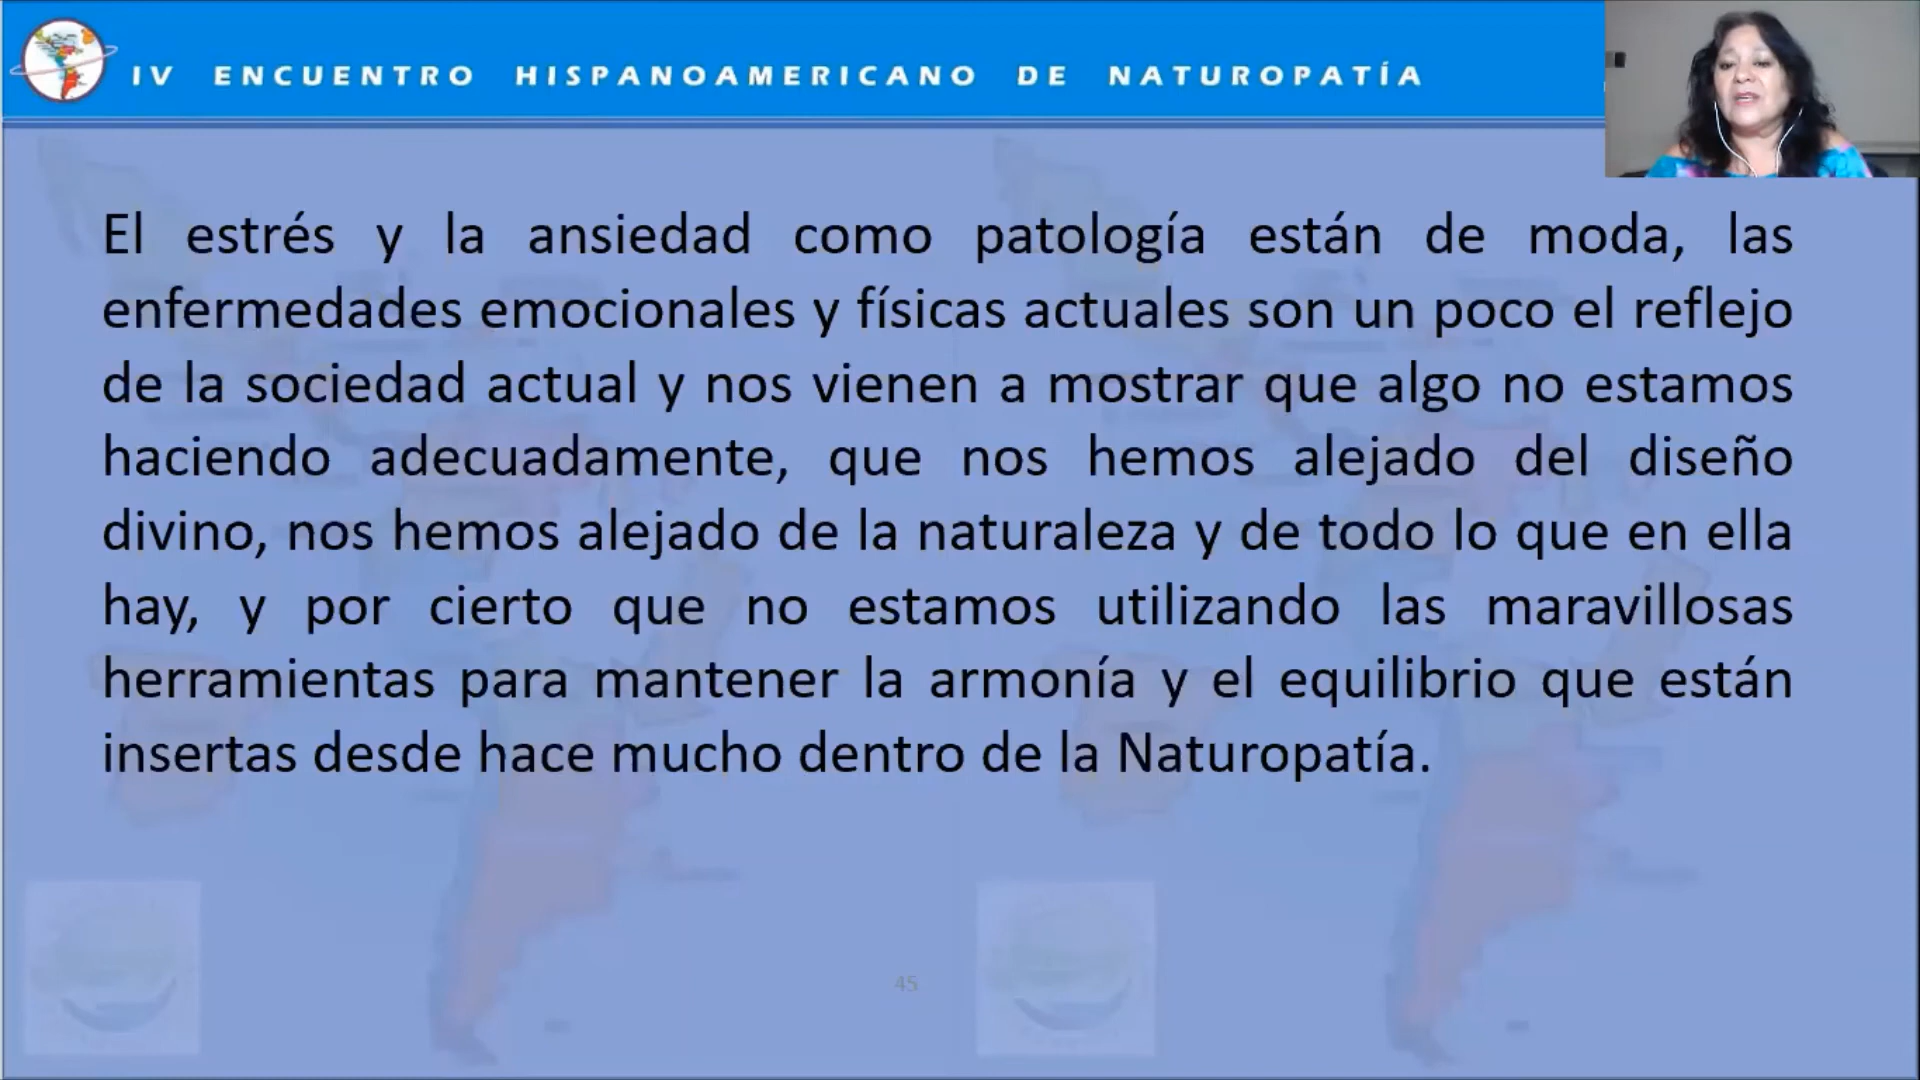 IV ENCUENTRO HISPANOAMERICANO DE NATUROPATÍA
El estrés y la ansiedad como patología están de moda, las
enfermedades emocionales y físicas actuales son un poco el reflejo
de la sociedad actual y nos vienen a mostrar que algo no estamos
haciendo adecuadamente, que nos hemos alejado del diseño
divino, nos hemos alejado de la naturaleza y de todo lo que en ella
hay, y por cierto que no estamos utilizando las maravillosas
herramientas para mantener la armonía y el equilibrio que están
insertas desde hace mucho dentro de la Naturopatía.
45